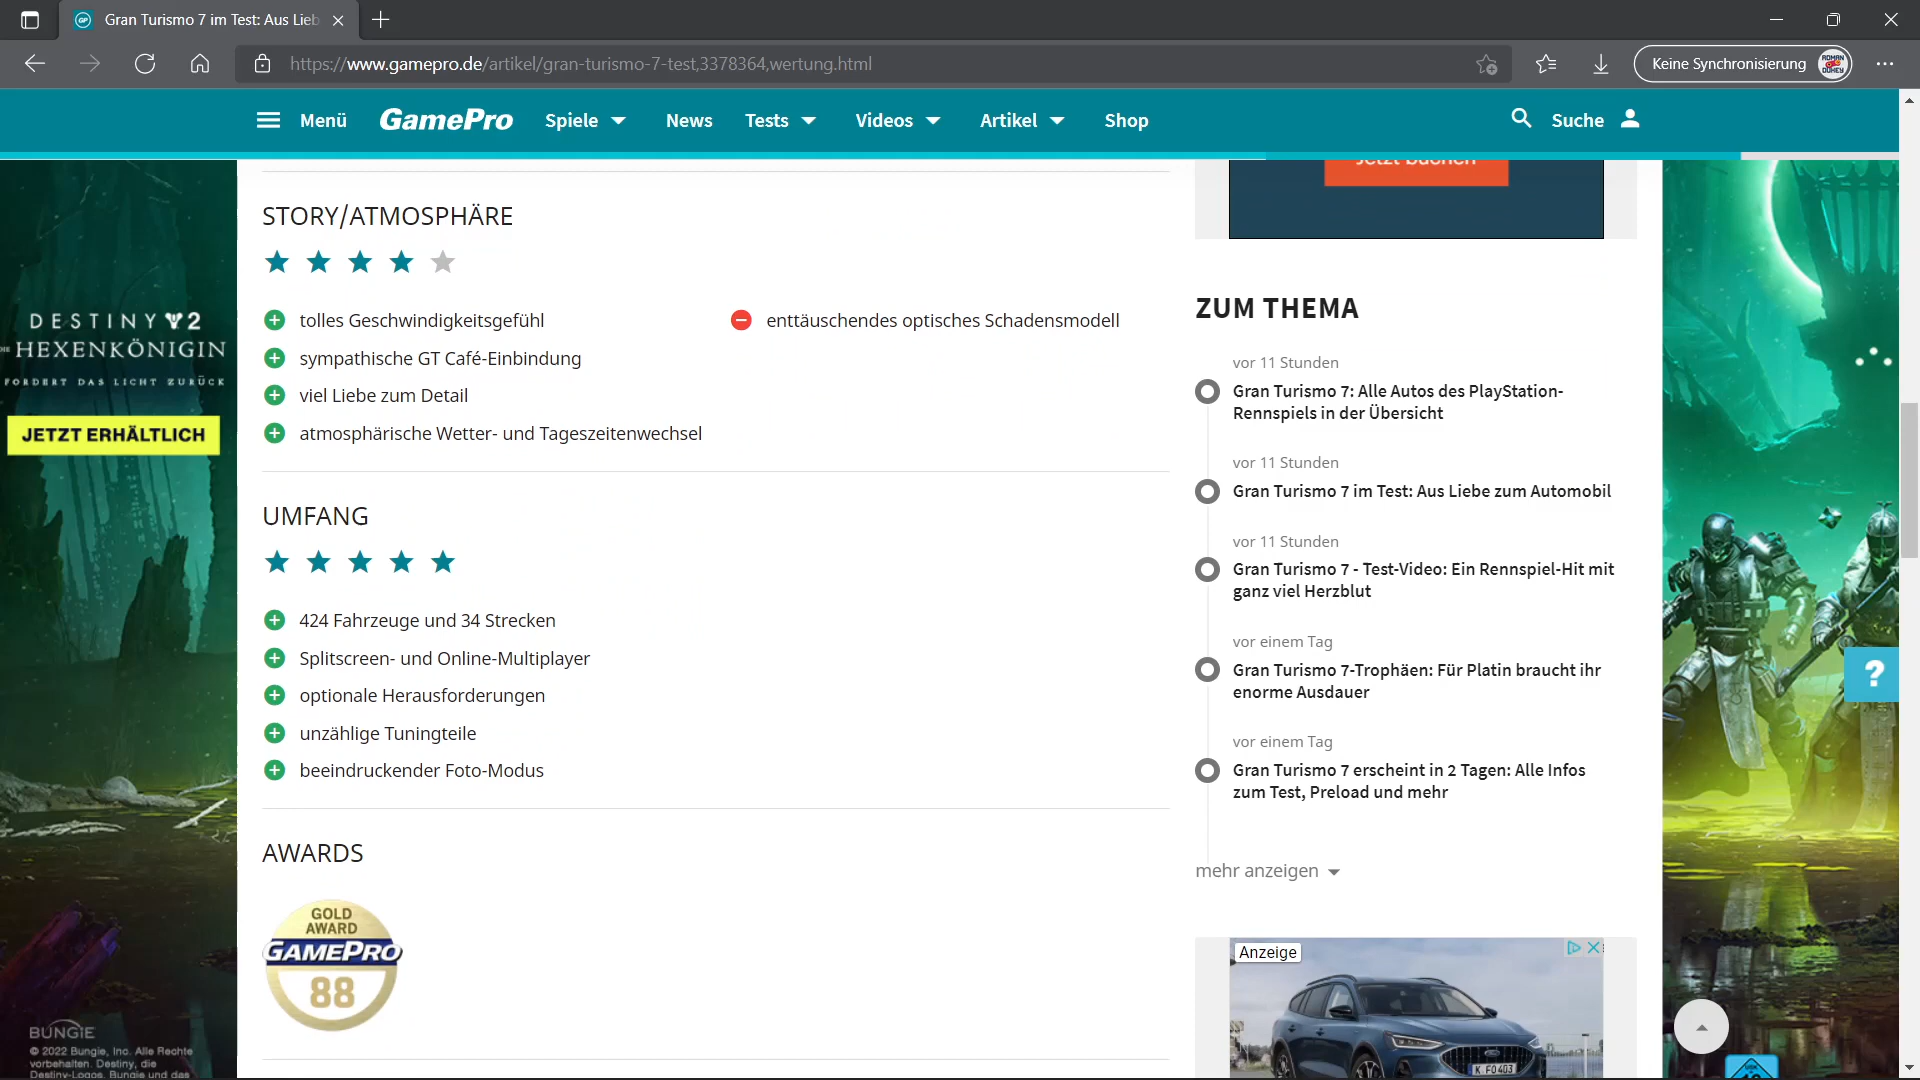 Gran Turismo 7 im Test: Aus Lieb
https://www.gamepro.de/artikel/gran-turismo-7-test,3378364,wertung.html
Keine Synchronisierung
Menü
GamePro
Spiele
News
Tests
Videos
Artikel
Shop
Suche
STORY/ATMOSPHÄRE
tolles Geschwindigkeitsgefühl
sympathische GT Café-Einbindung
viel Liebe zum Detail
atmosphärische Wetter- und Tageszeitenwechsel
enttäuschendes optisches Schadensmodell
UMFANG
424 Fahrzeuge und 34 Strecken
Splitscreen- und Online-Multiplayer
optionale Herausforderungen
unzählige Tuningteile
beeindruckender Foto-Modus
AWARDS
GOLD
AWARD
GAMEPRO
88
ZUM THEMA
vor 11 Stunden
Gran Turismo 7: Alle Autos des PlayStation-
Rennspiels in der Übersicht
vor 11 Stunden
Gran Turismo 7 im Test: Aus Liebe zum Automobil
vor 11 Stunden
Gran Turismo 7 - Test-Video: Ein Rennspiel-Hit mit
ganz viel Herzblut
vor einem Tag
Gran Turismo 7-Trophäen: Für Platin braucht ihr
enorme Ausdauer
vor einem Tag
Gran Turismo 7 erscheint in 2 Tagen: Alle Infos
zum Test, Preload und mehr
mehr anzeigen
Anzeige
K FO 403
DESTINY 2
DIE HEXENKÖNIGIN
FORDERT DAS LICHT ZURÜCK
JETZT ERHÄLTLICH
BUNGIE
© 2022 Bungie, Inc. Alle Rechte
vorbehalten. Destiny, die
Destiny-Logos, Bungie und das
?